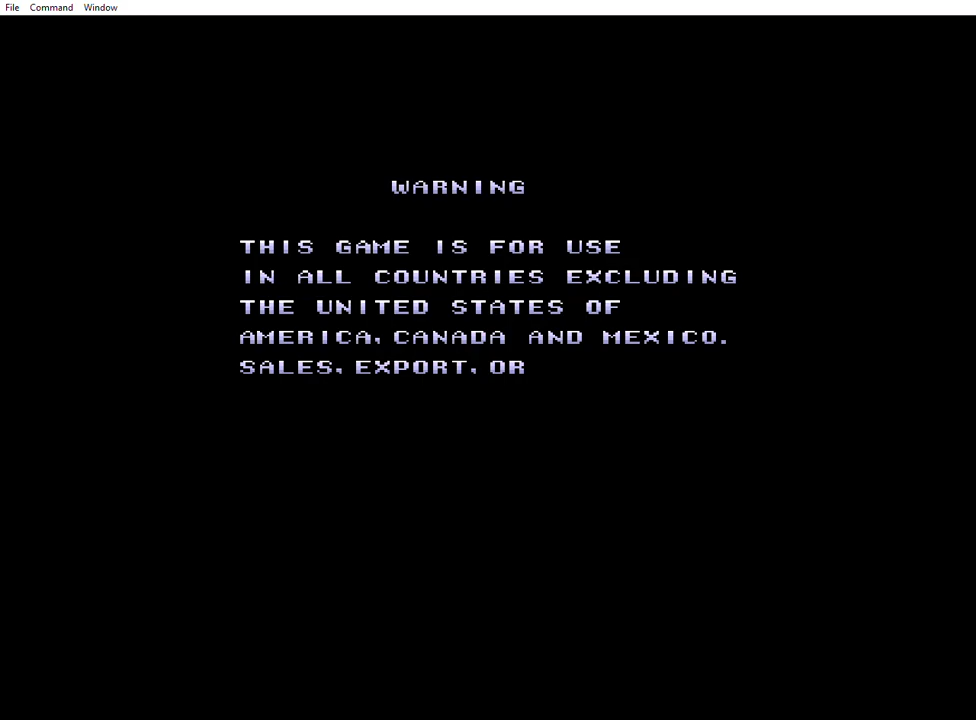 File Command Window
WARNING
THIS GAME IS FOR USE
IN ALL COUNTRIES EXCLUDING
THE UNITED STATES OF
AMERICA,CANADA AND MEXICO.
SALES,EXPORT,OR